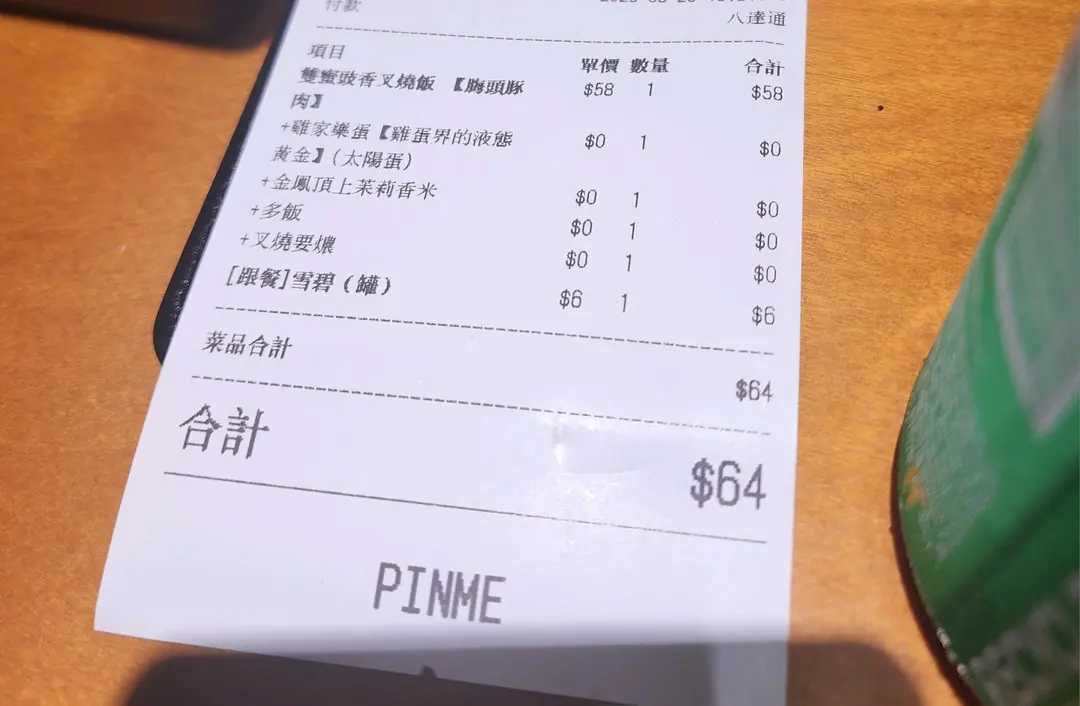 付款
八達通
項目 單價 數量 合計
雙蜜豉香叉燒飯 【胸頭豚 $58 1 $58
肉】
+雞家樂蛋【雞蛋界的液態 $0 1 $0
黃金】(太陽蛋)
+金鳳頂上茉莉香米 $0 1 $0
+多飯 $0 1 $0
+叉燒要燶 $0 1 $0
[跟餐]雪碧(罐) $6 1 $6
菜品合計 $64
合計 $64
PINME